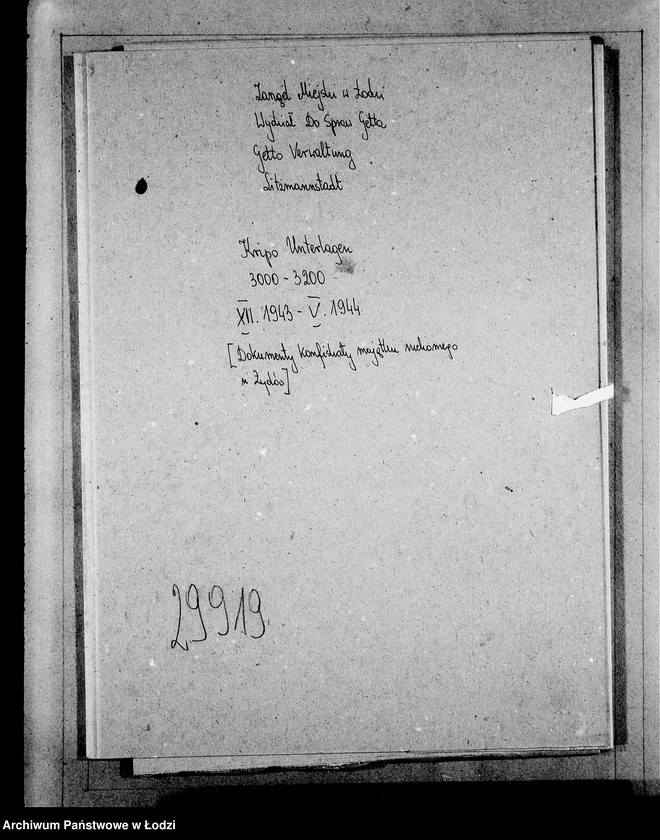 Zarząd Miejski w Łodzi
Wydział Do Spraw Getta
Getto Verwaltung
Litzmannstadt
Kripo Unterlagen
3000 - 3200
XII. 1943 - V. 1944
[Dokumenty konfiskaty majątku ruchomego
u Żydów]
29919
Archiwum Państwowe w Łodzi